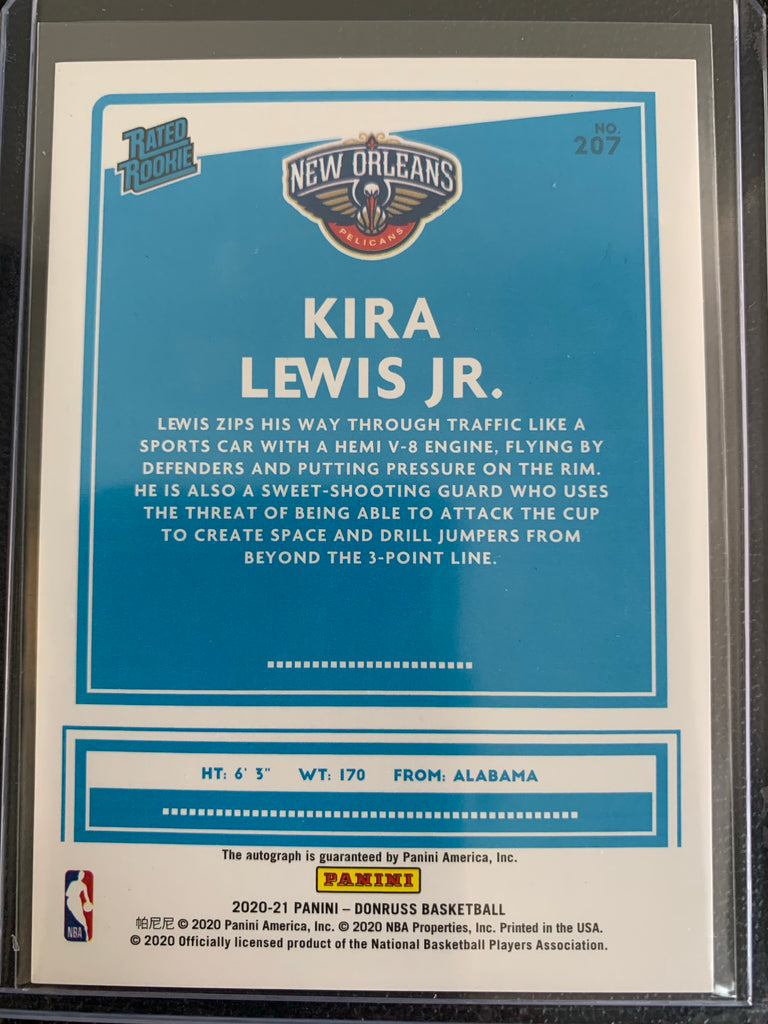 RATED
ROOKIE
NO.
207
NEW ORLEANS
PELICANS
KIRA
LEWIS JR.
LEWIS ZIPS HIS WAY THROUGH TRAFFIC LIKE A
SPORTS CAR WITH A HEMI V-8 ENGINE, FLYING BY
DEFENDERS AND PUTTING PRESSURE ON THE RIM.
HE IS ALSO A SWEET-SHOOTING GUARD WHO USES
THE THREAT OF BEING ABLE TO ATTACK THE CUP
TO CREATE SPACE AND DRILL JUMPERS FROM
BEYOND THE 3-POINT LINE.
HT: 6' 3" WT: 170 FROM: ALABAMA
The autograph is guaranteed by Panini America, Inc.
PANINI
2020-21 PANINI – DONRUSS BASKETBALL
帕尼尼 © 2020 Panini America, Inc. © 2020 NBA Properties, Inc. Printed in the USA.
© 2020 Officially licensed product of the National Basketball Players Association.
NBA